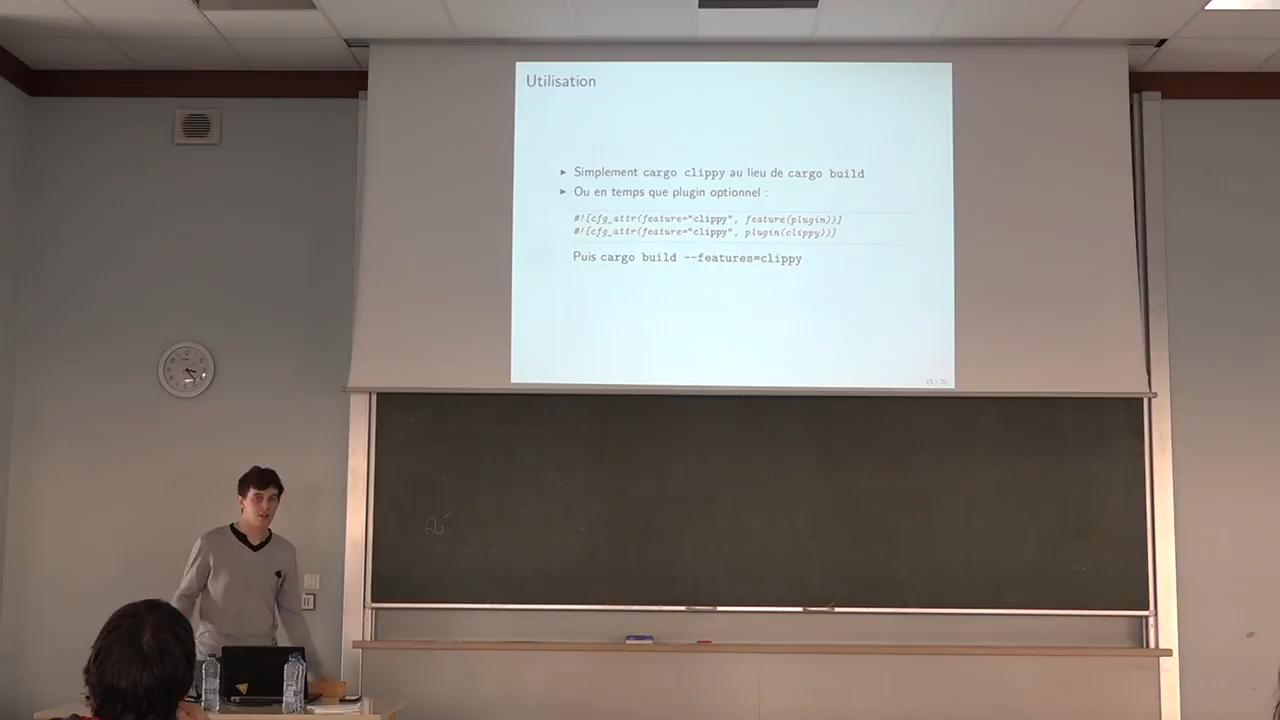 Utilisation
▸ Simplement cargo clippy au lieu de cargo build
▸ Ou en temps que plugin optionnel :
#![cfg_attr(feature="clippy", feature(plugin))]
#![cfg_attr(feature="clippy", plugin(clippy))]
Puis cargo build --features=clippy